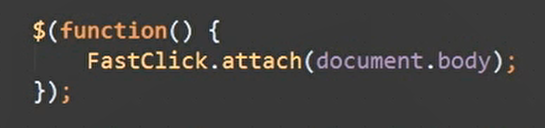 $(function() {
    FastClick.attach(document.body);
});